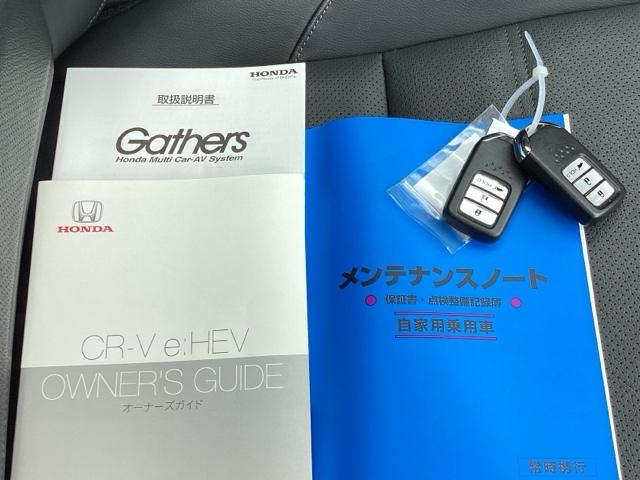 HONDA
The Power of Dreams
取扱説明書
Gathers
Honda Multi Car-AV System
HONDA
CR-V e:HEV
OWNER'S GUIDE
オーナーズガイド
メンテナンスノート
保証書・点検整備記録簿
自家用乗用車
HOLD
HOLD